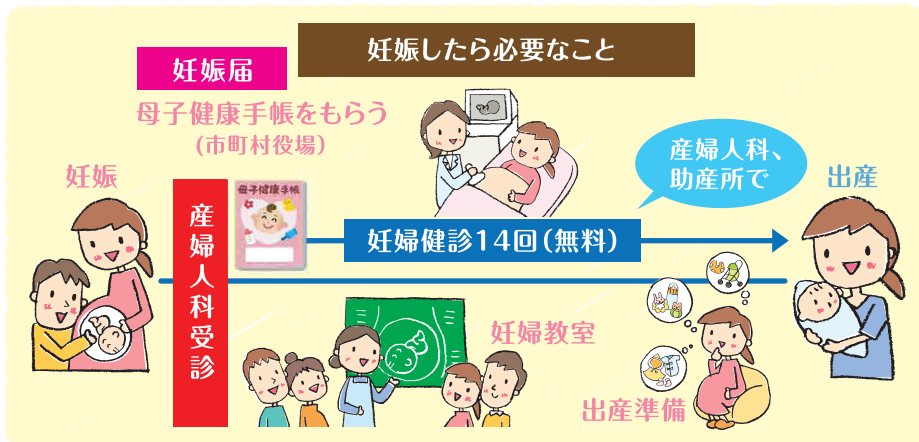 妊娠したら必要なこと
妊娠届
母子健康手帳をもらう
(市町村役場)
妊娠
産婦人科受診
母子健康手帳
妊婦健診14回(無料)
産婦人科、
助産所で
出産
妊婦教室
出産準備